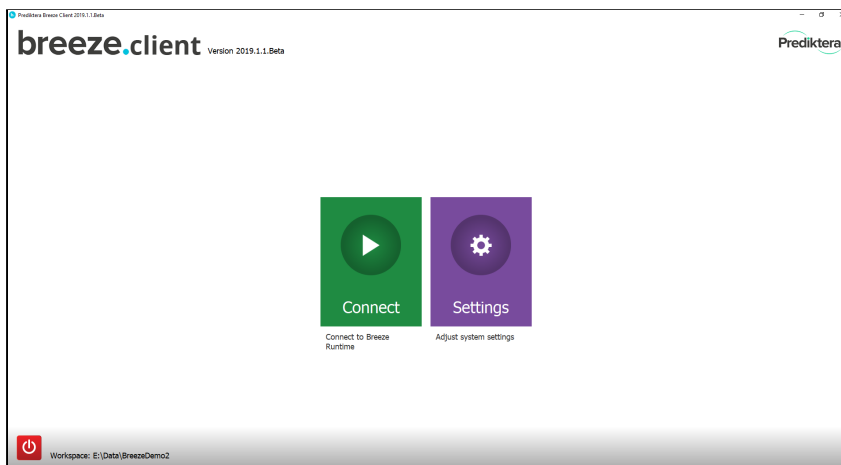 Prediktera Breeze Client 2019.1.1.Beta
breeze.client Version 2019.1.1.Beta
Prediktera
Connect
Settings
Connect to Breeze
Runtime
Adjust system settings
Workspace: E:\Data\BreezeDemo2